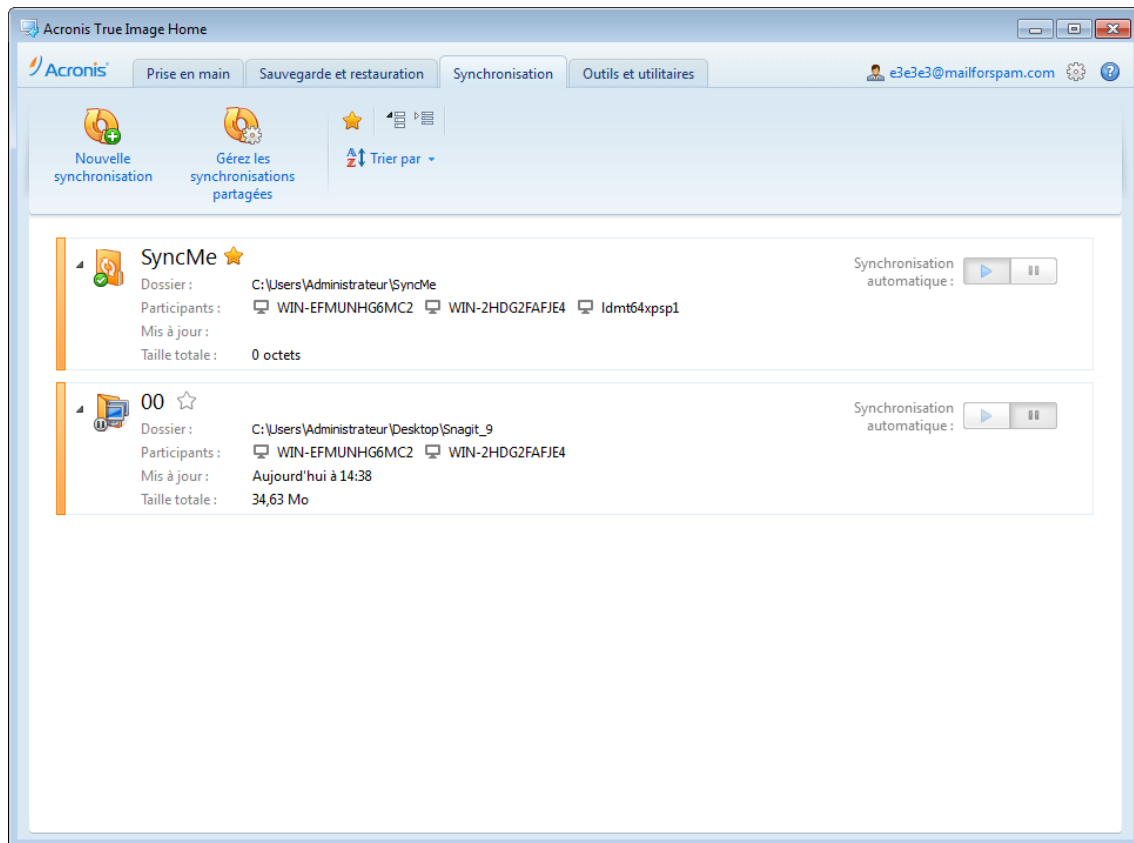 Acronis True Image Home
Acronis
Prise en main
Sauvegarde et restauration
Synchronisation
Outils et utilitaires
e3e3e3@mailforspam.com
Nouvelle
synchronisation
Gérez les
synchronisations
partagées
Trier par
SyncMe
Dossier : C:\Users\Administrateur\SyncMe
Participants : WIN-EFMUNHG6MC2 WIN-2HDG2FAFJE4 ldmt64xpsp1
Mis à jour :
Taille totale : 0 octets
Synchronisation
automatique :
00
Dossier : C:\Users\Administrateur\Desktop\Snagit_9
Participants : WIN-EFMUNHG6MC2 WIN-2HDG2FAFJE4
Mis à jour : Aujourd'hui à 14:38
Taille totale : 34,63 Mo
Synchronisation
automatique :